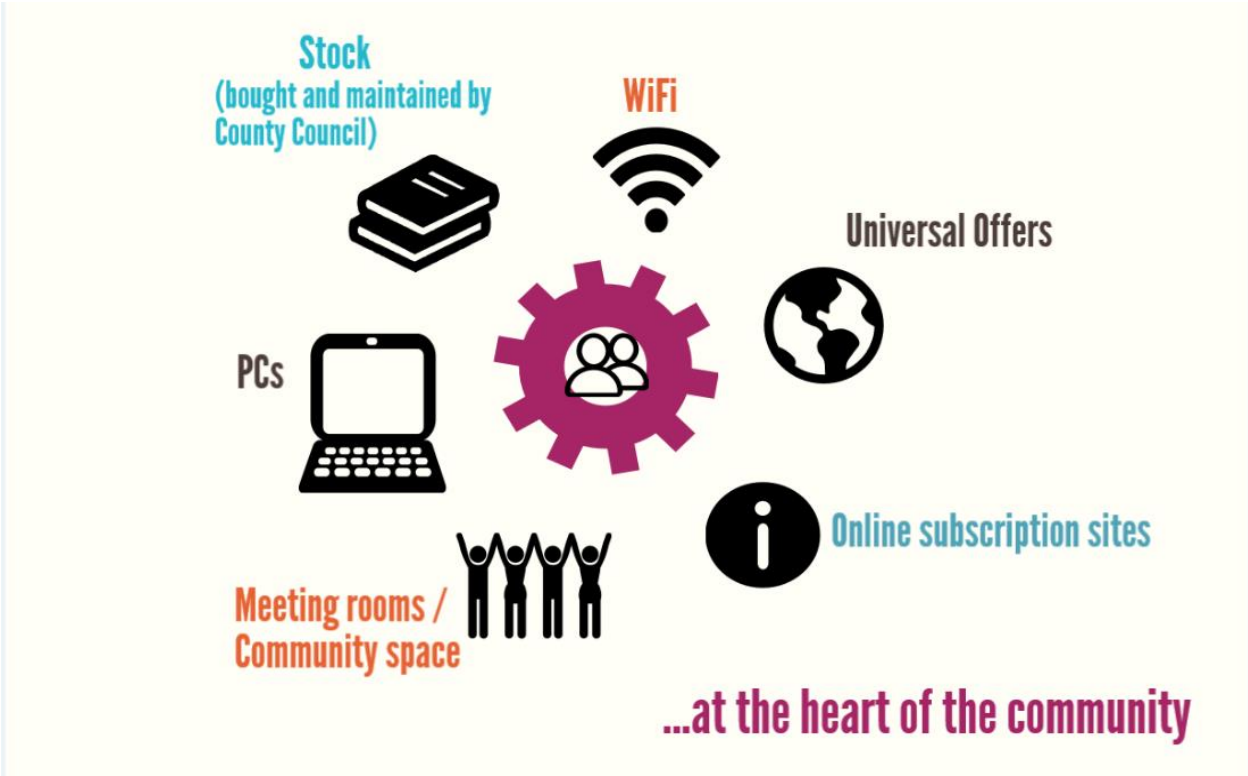 Stock
(bought and maintained by
County Council)
WiFi
Universal Offers
PCs
Online subscription sites
Meeting rooms /
Community space
...at the heart of the community